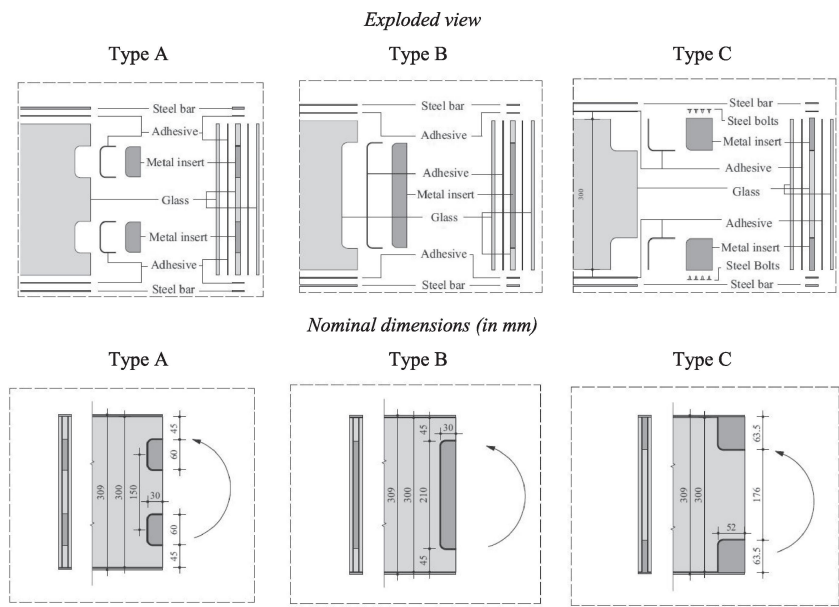 Exploded view
Type A
Type B
Type C
Steel bar
Adhesive
Metal insert
Glass
Metal insert
Adhesive
Steel bar
Steel bar
Adhesive
Adhesive
Metal insert
Glass
Adhesive
Steel bar
Steel bar
Steel bolts
Metal insert
Adhesive
Glass
Adhesive
Metal insert
Steel Bolts
Steel bar
300
Nominal dimensions (in mm)
Type A
Type B
Type C
309
300
150
30
45
60
60
45
309
300
210
45
30
45
309
300
52
63.5
176
63.5